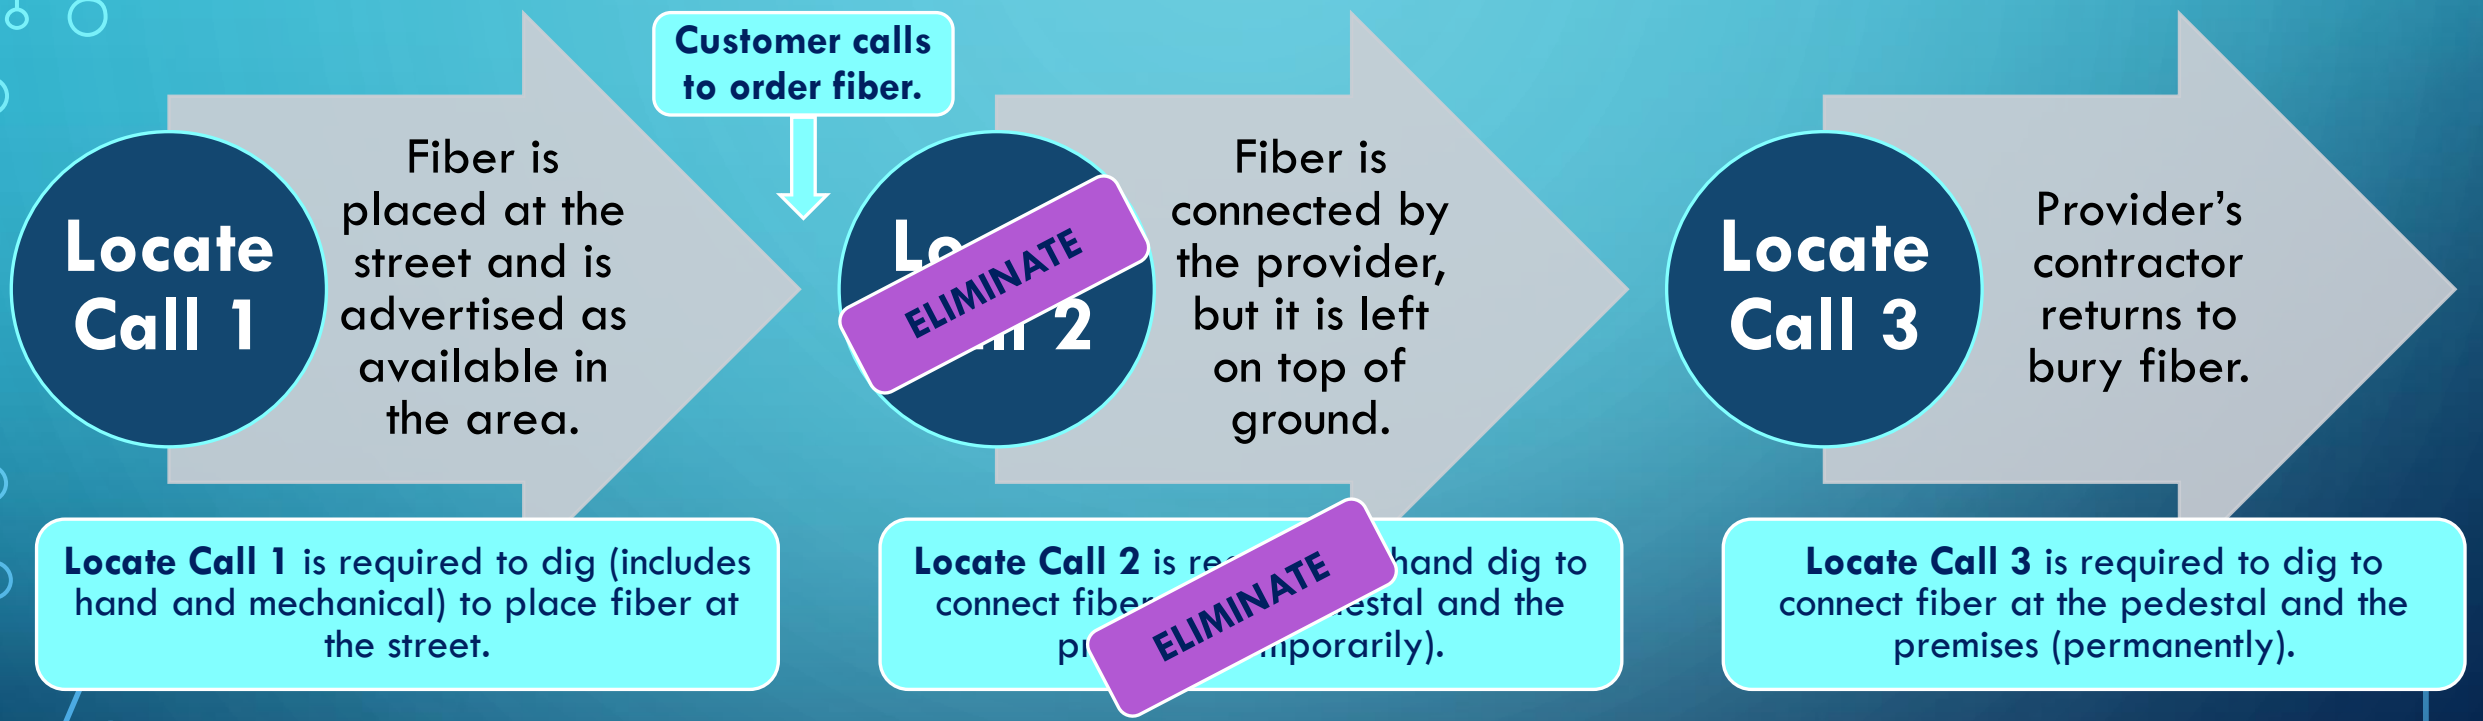 Customer calls
to order fiber.
Locate
Call 1
Fiber is
placed at the
street and is
advertised as
available in
the area.
ELIMINATE
2
Fiber is
connected by
the provider,
but it is left
on top of
ground.
Locate
Call 3
Provider’s
contractor
returns to
bury fiber.
Locate Call 1 is required to dig (includes
hand and mechanical) to place fiber at
the street.
Locate Call 2 is hand dig to
connect and the
ELIMINATE
Locate Call 3 is required to dig to
connect fiber at the pedestal and the
premises (permanently).